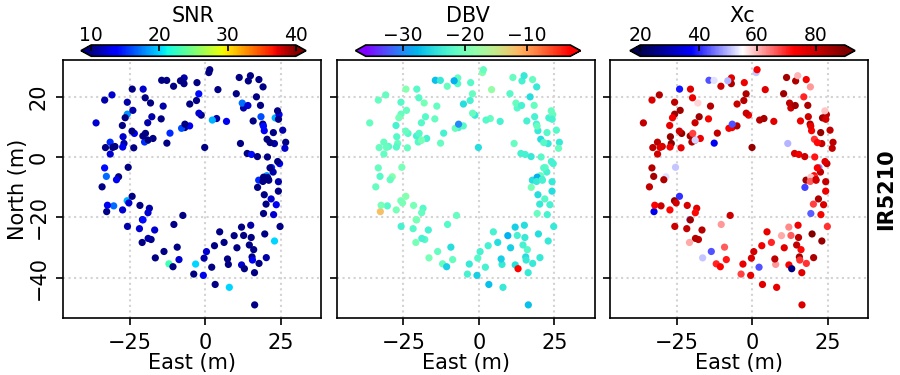 SNR DBV Xc
10 20 30 40 −30 −20 −10 20 40 60 80
20
0
−20
−40
North (m)
IR5210
−25 0 25 −25 0 25 −25 0 25
East (m) East (m) East (m)